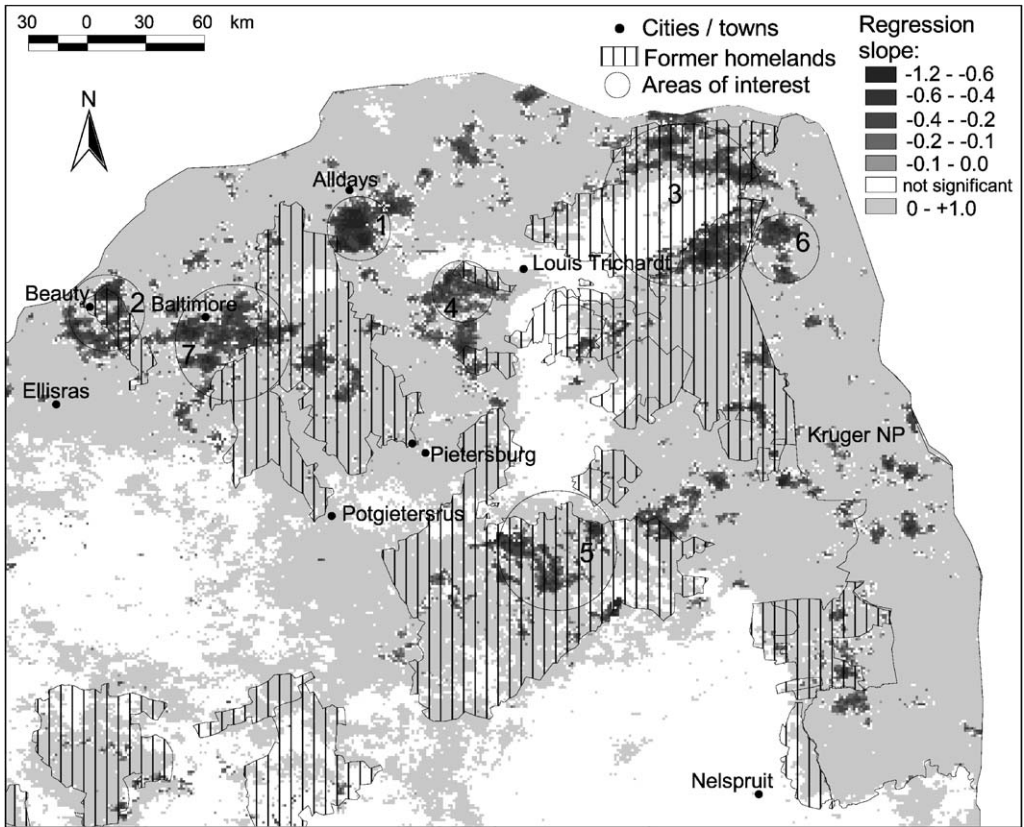 30 0 30 60 km
N
Cities / towns
Former homelands
Areas of interest
Regression
slope:
-1.2 - -0.6
-0.6 - -0.4
-0.4 - -0.2
-0.2 - -0.1
-0.1 - 0.0
not significant
0 - +1.0
Alldays
1
3
6
Louis Trichardt
Beauty
2
Baltimore
4
7
Ellisras
Kruger NP
Pietersburg
Potgietersrus
5
Nelspruit